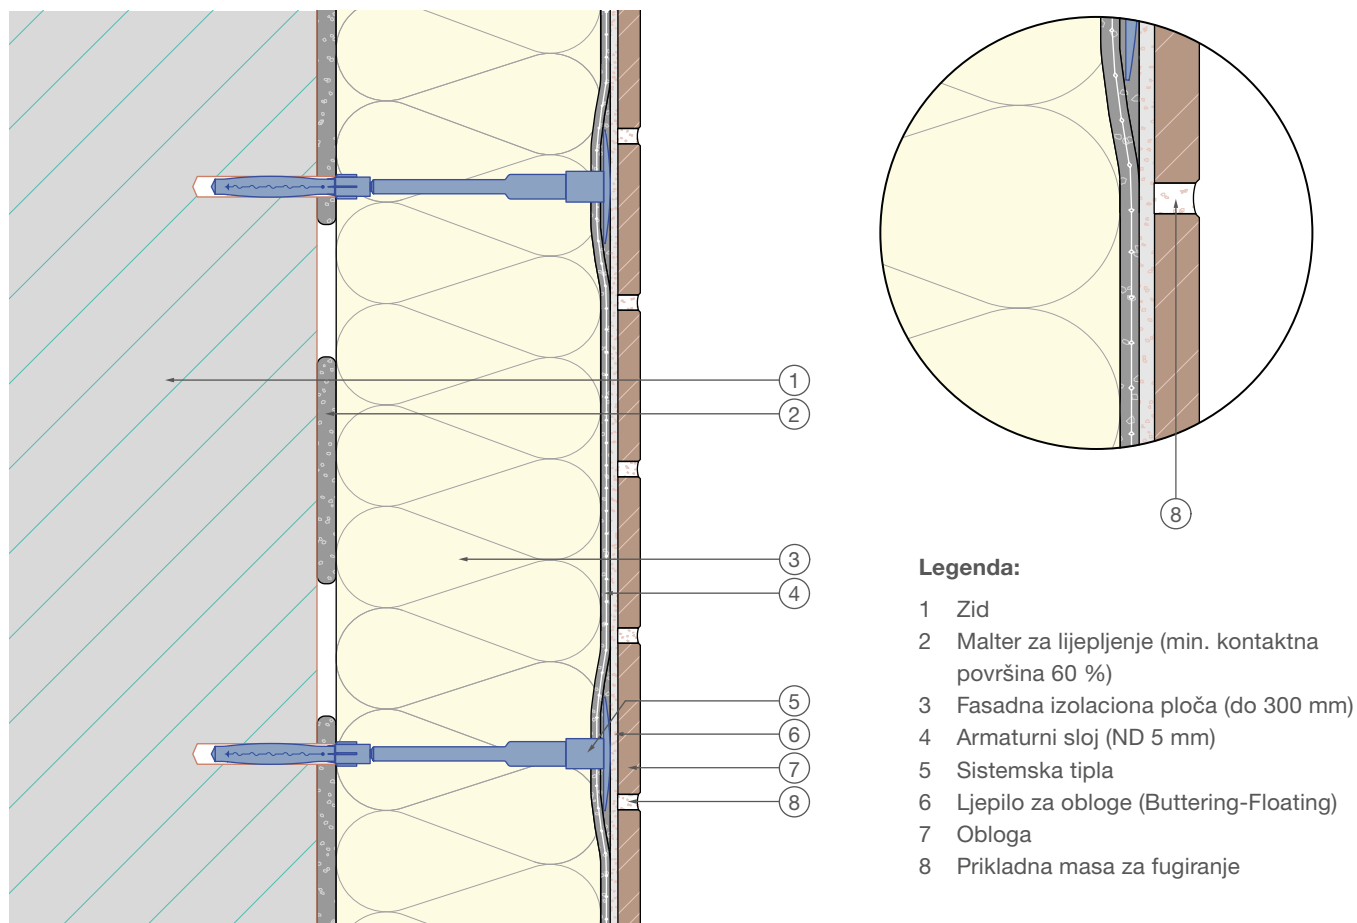 1
2
3
4
5
6
7
8
8
Legenda:
1 Zid
2 Malter za lijepljenje (min. kontaktna
površina 60 %)
3 Fasadna izolaciona ploča (do 300 mm)
4 Armaturni sloj (ND 5 mm)
5 Sistemska tipla
6 Ljepilo za obloge (Buttering-Floating)
7 Obloga
8 Prikladna masa za fugiranje